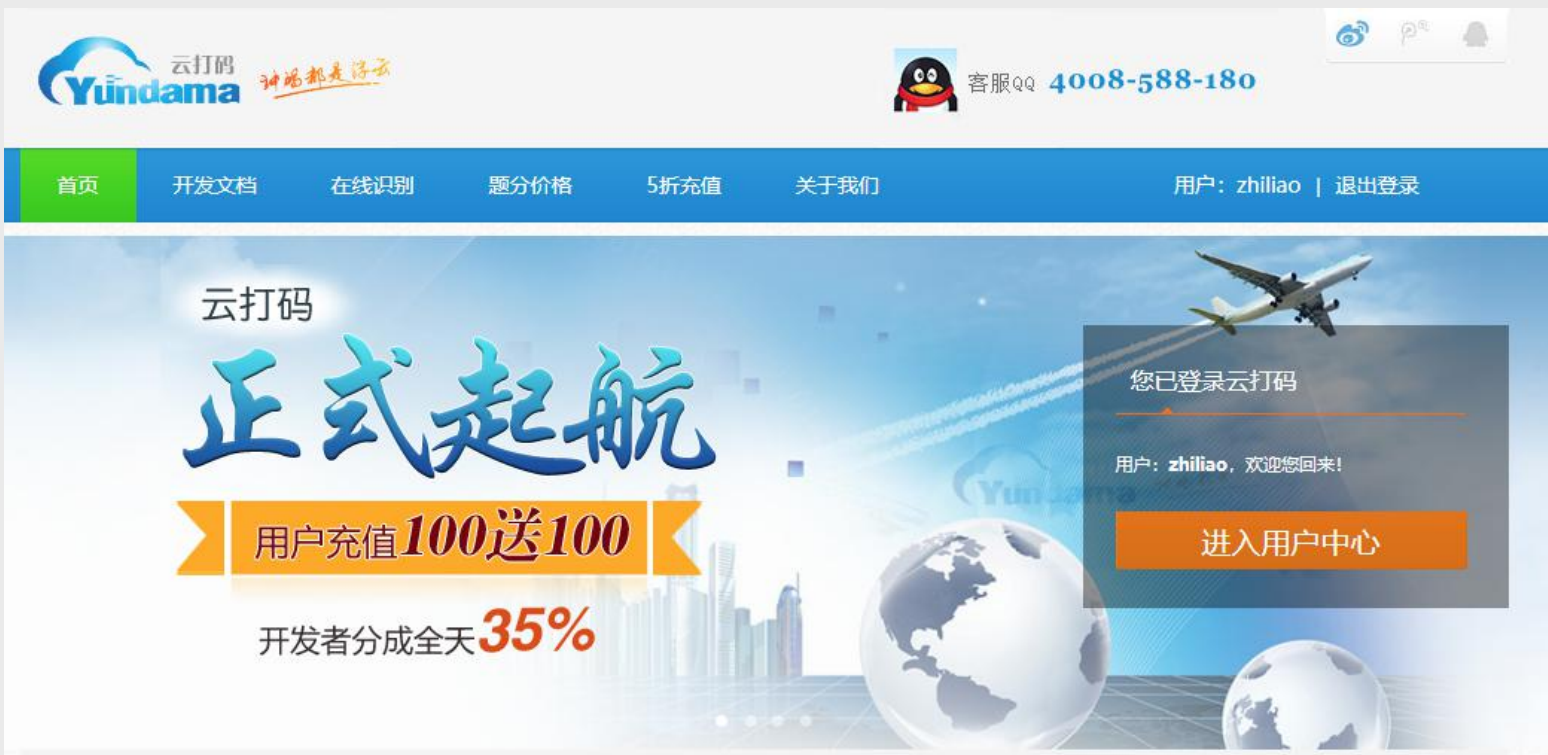 云打码
Yundama
神马都是浮云
客服QQ 4008-588-180
首页 开发文档 在线识别 题分价格 5折充值 关于我们 用户：zhiliao | 退出登录
云打码
正式起航
用户充值100送100
开发者分成全天35%
您已登录云打码
用户：zhiliao，欢迎您回来！
Yundama
进入用户中心